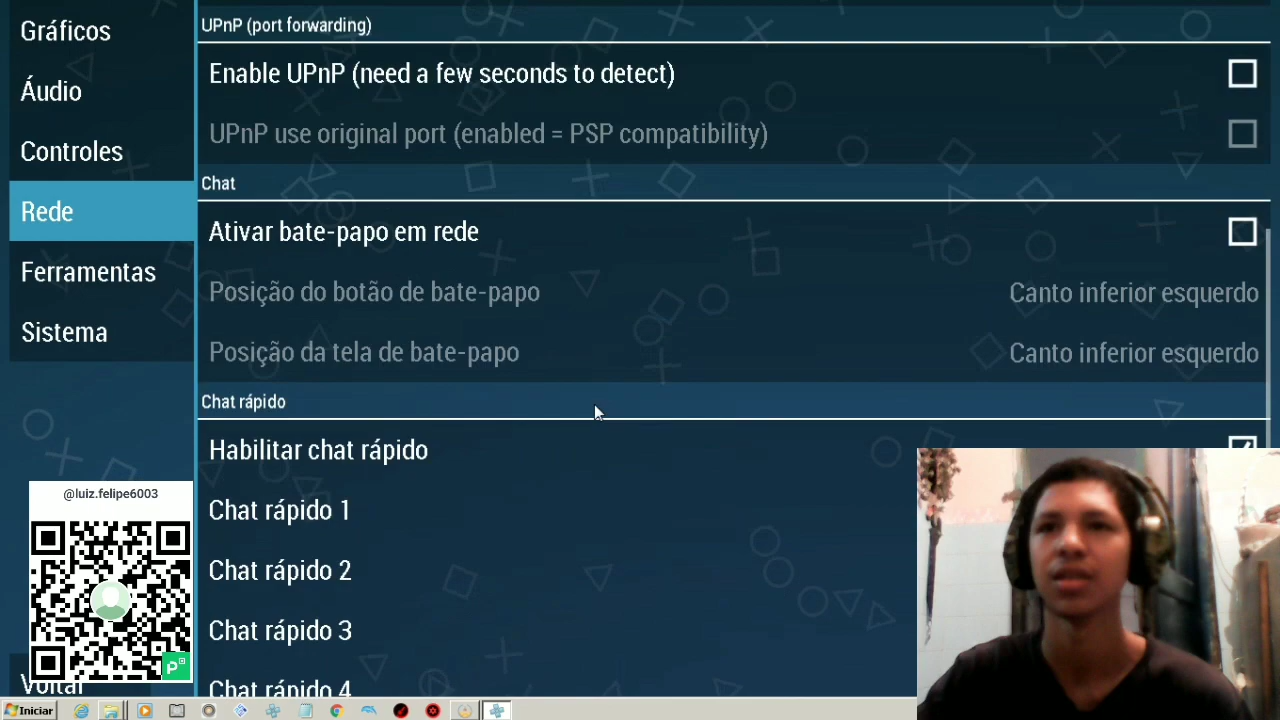 Gráficos
Áudio
Controles
Rede
Ferramentas
Sistema
Voltar
UPnP (port forwarding)
Enable UPnP (need a few seconds to detect)
UPnP use original port (enabled = PSP compatibility)
Chat
Ativar bate-papo em rede
Posição do botão de bate-papo Canto inferior esquerdo
Posição da tela de bate-papo Canto inferior esquerdo
Chat rápido
Habilitar chat rápido
Chat rápido 1
Chat rápido 2
Chat rápido 3
Chat rápido 4
@luiz.felipe6003
P
Iniciar